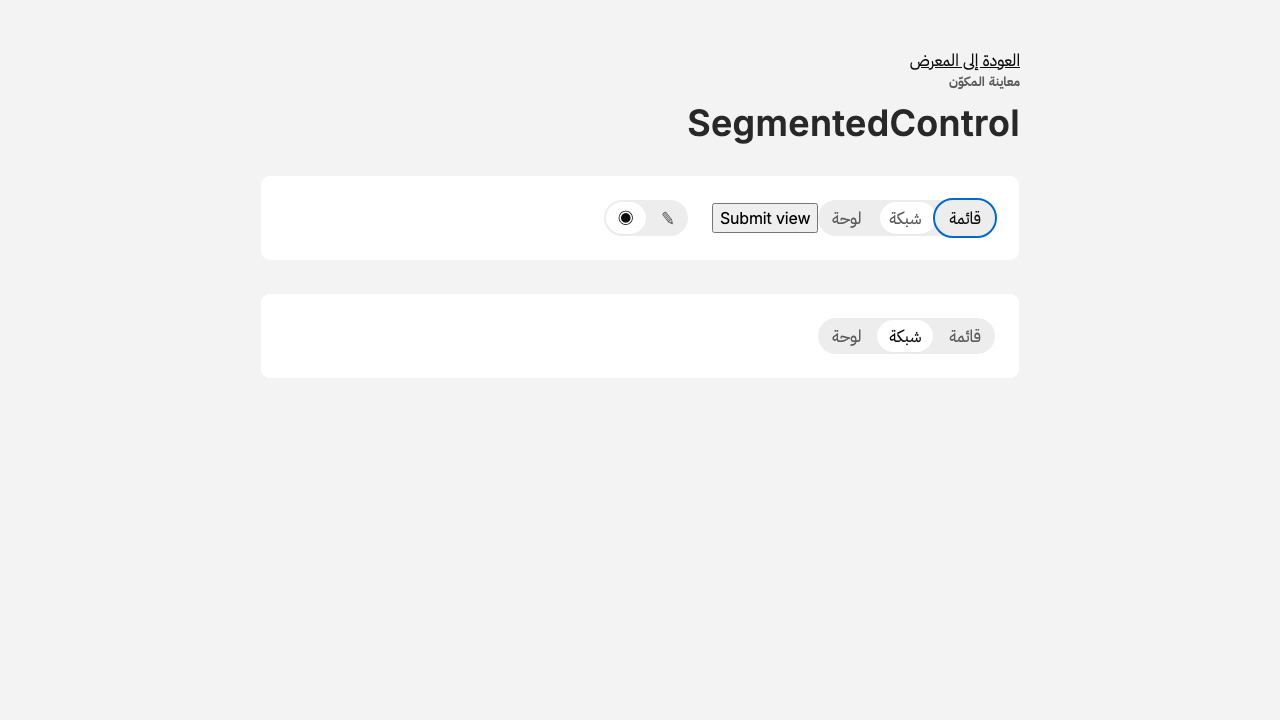 العودة إلى المعرض
معاينة المكوّن
SegmentedControl
قائمة شبكة لوحة Submit view ✎ ◉
قائمة شبكة لوحة